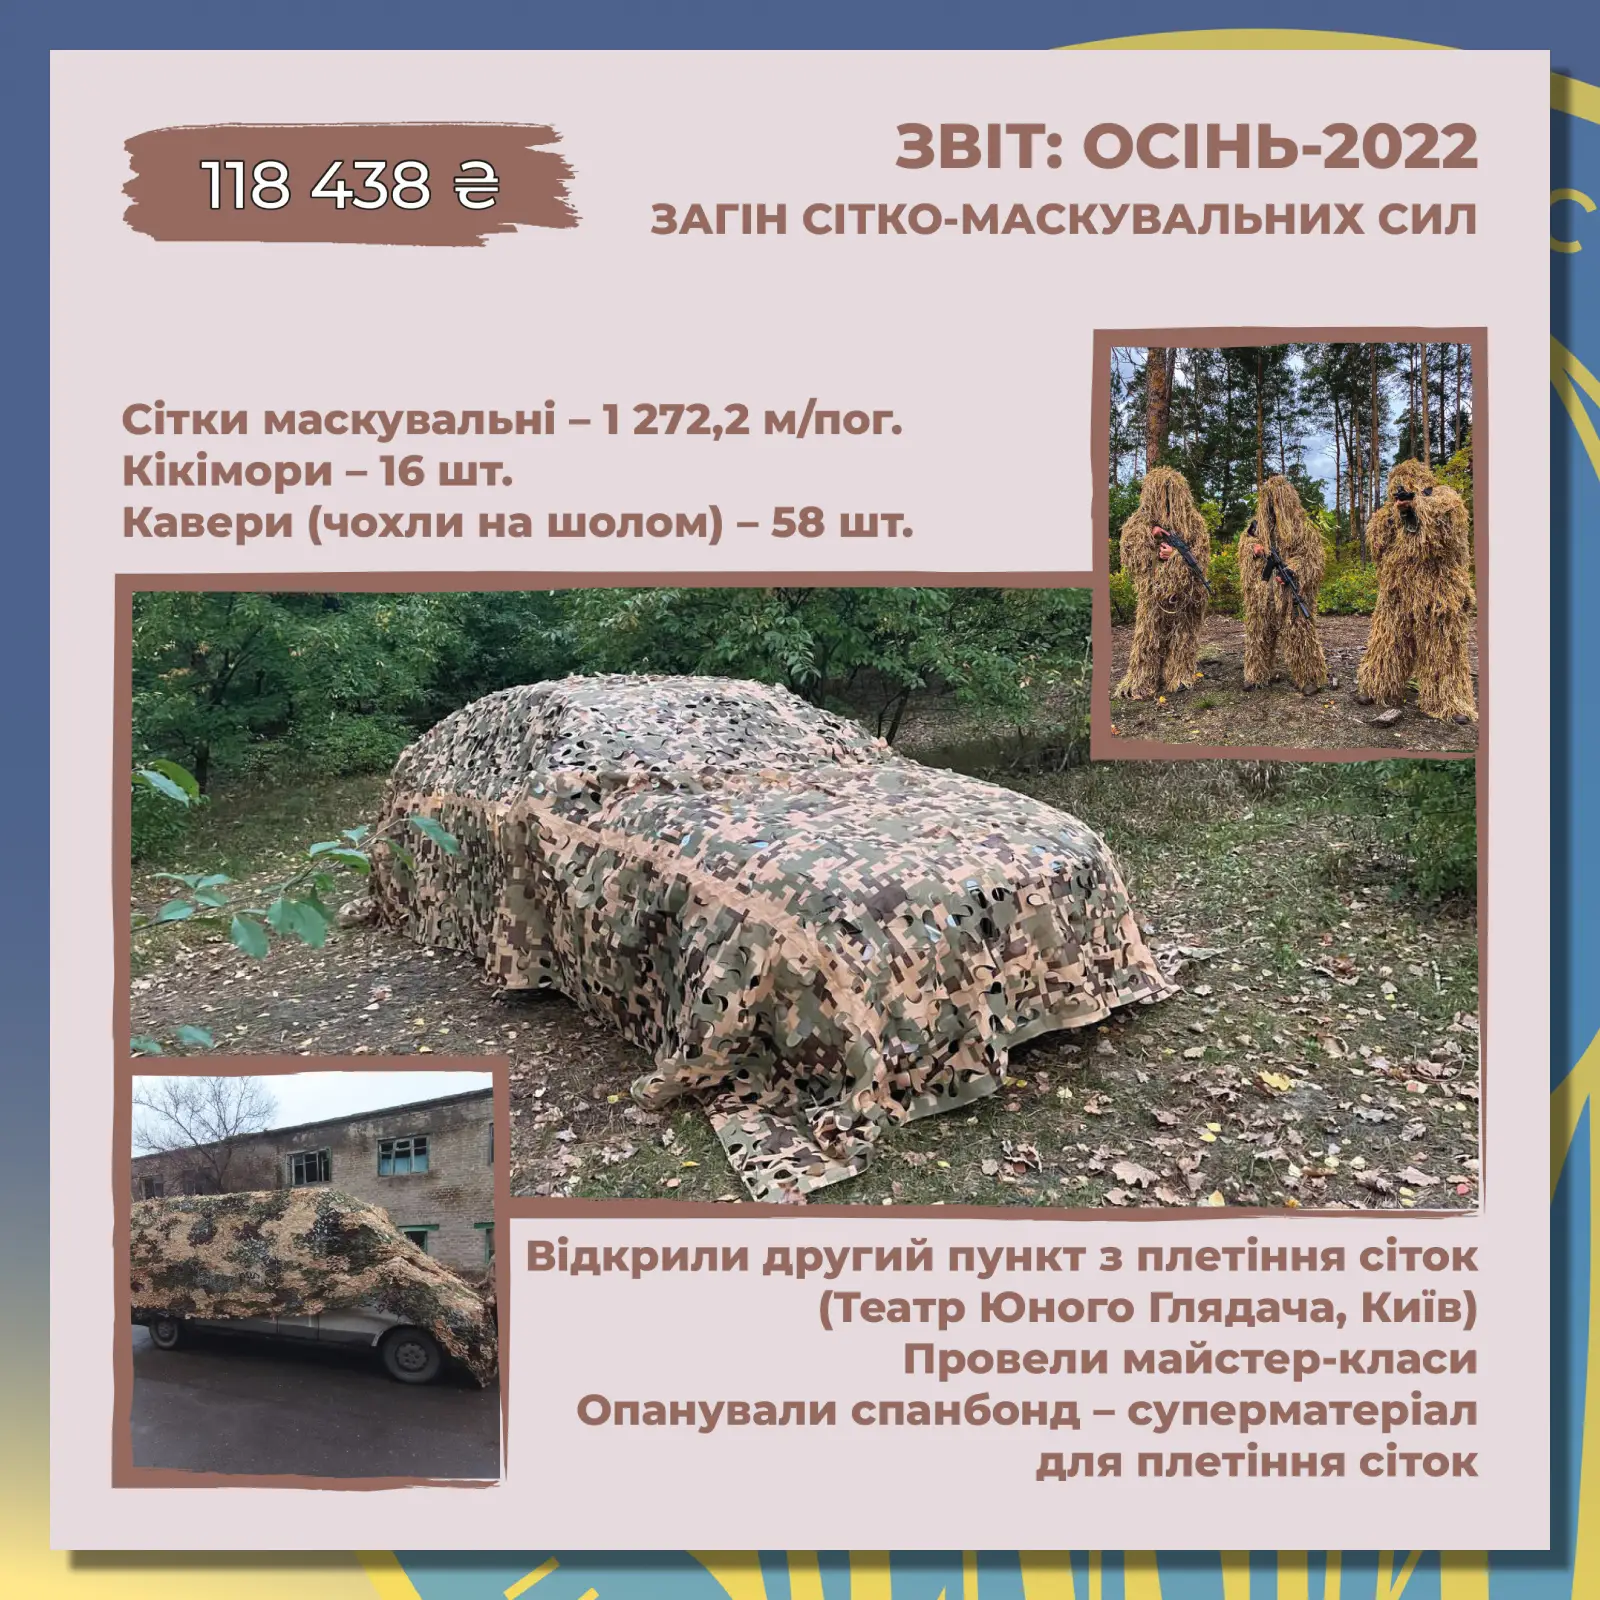 118 438 ₴
ЗВІТ: ОСІНЬ-2022
ЗАГІН СІТКО-МАСКУВАЛЬНИХ СИЛ
Сітки маскувальні – 1 272,2 м/пог.
Кікімори – 16 шт.
Кавери (чохли на шолом) – 58 шт.
Відкрили другий пункт з плетіння сіток
(Театр Юного Глядача, Київ)
Провели майстер-класи
Опанували спанбонд – суперматеріал
для плетіння сіток